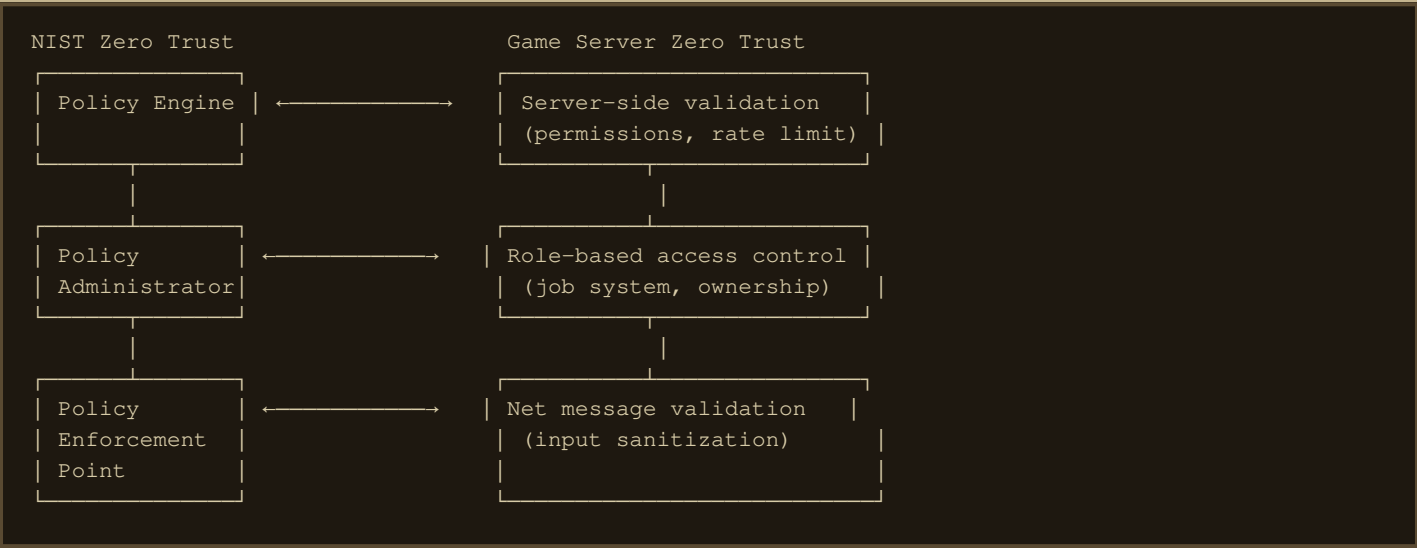 NIST Zero Trust Game Server Zero Trust
Policy Engine ←→ Server-side validation
(permissions, rate limit)
Policy ←→ Role-based access control
Administrator (job system, ownership)
Policy ←→ Net message validation
Enforcement (input sanitization)
Point